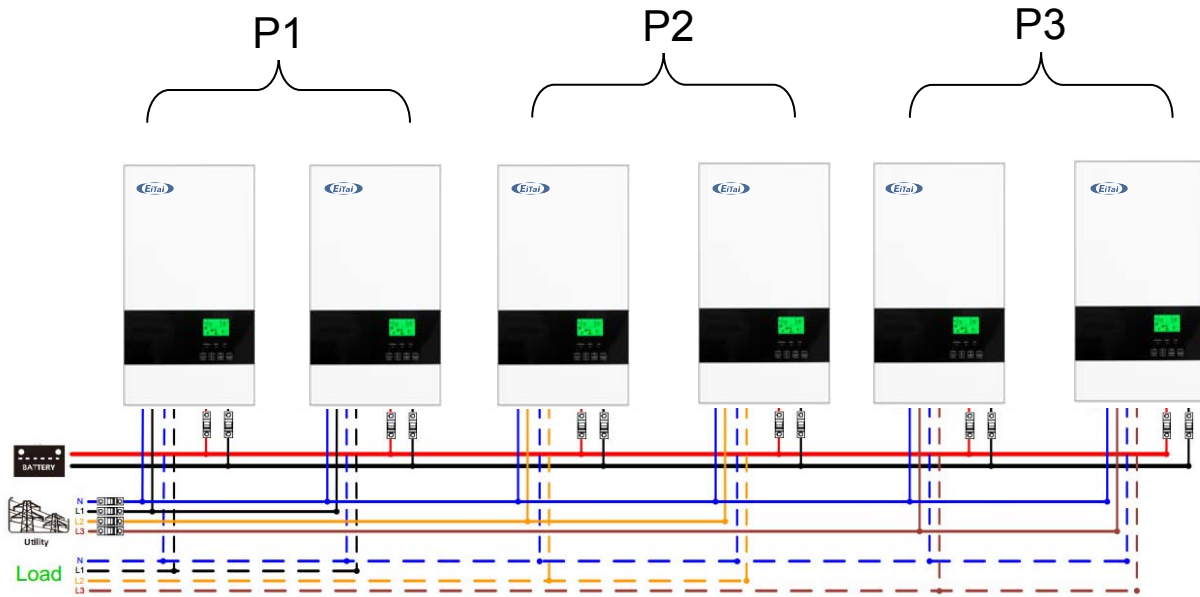 P1
P2
P3
EiTai
EiTai
EiTai
EiTai
EiTai
EiTai
BATTERY
N
L1
L2
L3
Utility
N
L1
L2
L3
Load